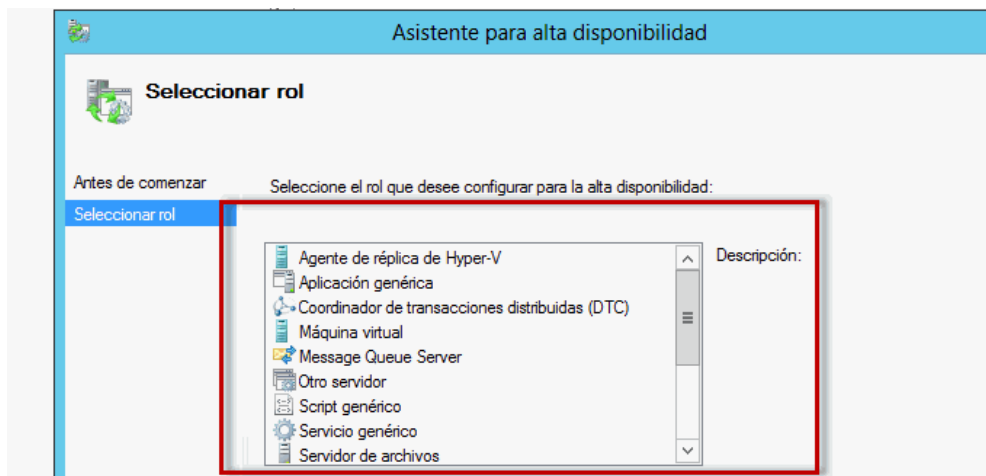 Asistente para alta disponibilidad
Seleccionar rol
Antes de comenzar
Seleccionar rol
Seleccione el rol que desee configurar para la alta disponibilidad:
Agente de réplica de Hyper-V
Aplicación genérica
Coordinador de transacciones distribuidas (DTC)
Máquina virtual
Message Queue Server
Otro servidor
Script genérico
Servicio genérico
Servidor de archivos
Descripción: